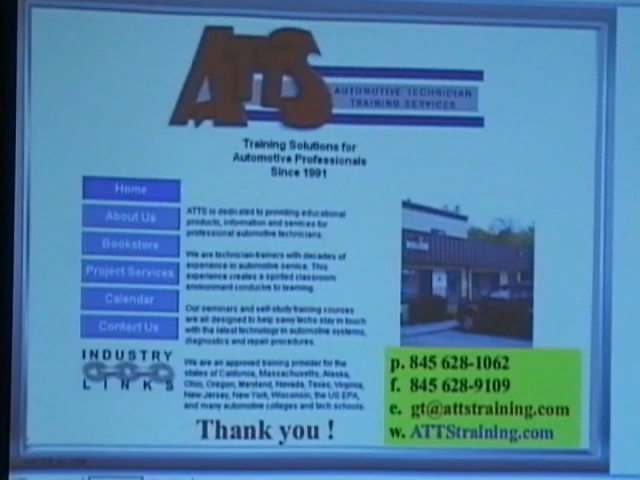 ATTS
AUTOMOTIVE TECHNICIAN
TRAINING SERVICES
Training Solutions for
Automotive Professionals
Since 1991
Home
About Us
Bookstore
Project Services
Calendar
Contact Us
INDUSTRY
LINKS
ATTS is dedicated to providing educational
products, information and services for
professional automotive technicians.
We are technician-trainers with decades of
experience in automotive service. This
experience creates a spirited classroom
environment conducive to learning.
Our seminars and self-study training courses
are all designed to help service techs stay in touch
with the latest technology in automotive systems,
diagnostics and repair procedures.
We are an approved training provider for the
states of California, Massachusetts, Alaska,
Ohio, Oregon, Maryland, Nevada, Texas, Virginia,
New Jersey, New York, Wisconsin, the US EPA,
and many automotive colleges and tech schools.
Thank you !
p. 845 628-1062
f. 845 628-9109
e. gt@attstraining.com
w. ATTStraining.com